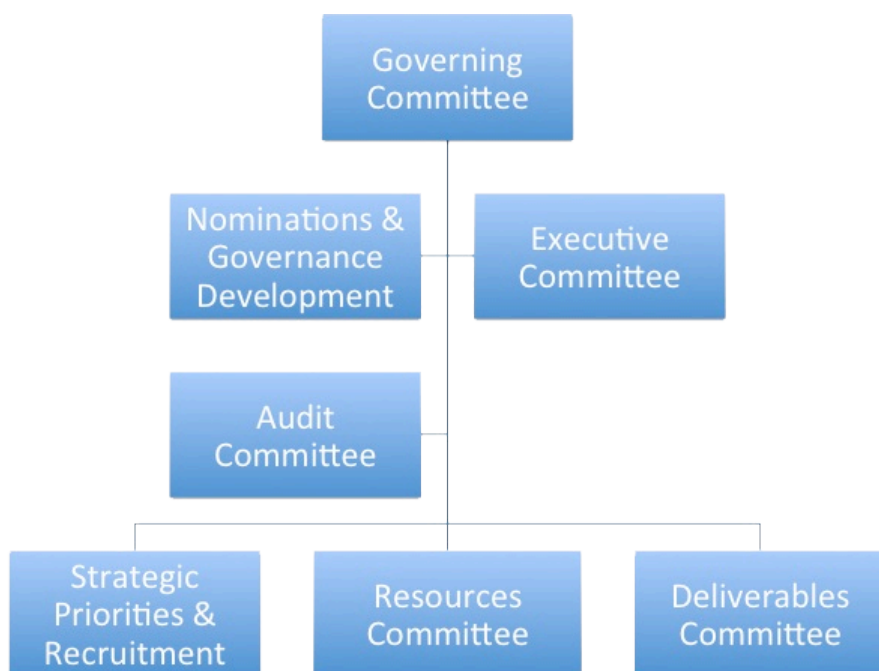 Governing
Committee
Nominations &
Governance
Development
Executive
Committee
Audit
Committee
Strategic
Priorities &
Recruitment
Resources
Committee
Deliverables
Committee